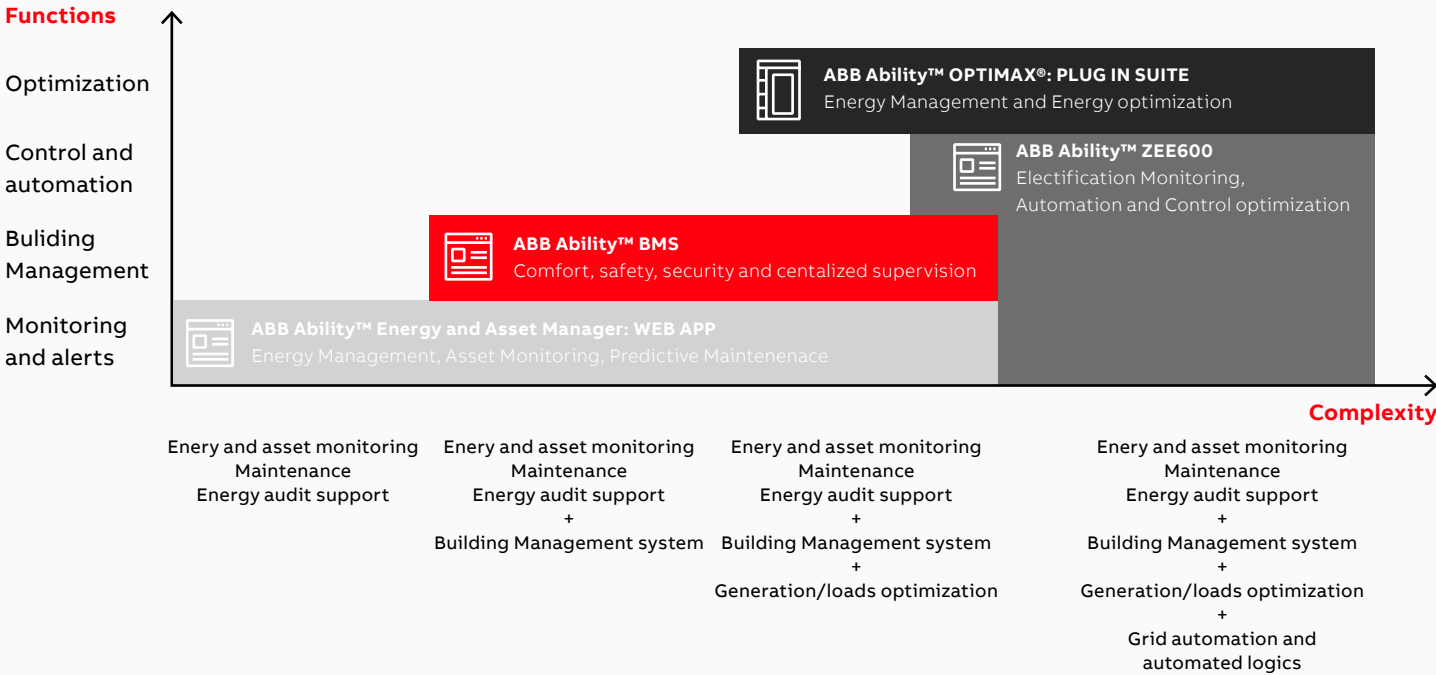 Functions
Optimization
Control and
automation
Buliding
Management
Monitoring
and alerts
ABB Ability™ OPTIMAX®: PLUG IN SUITE
Energy Management and Energy optimization
ABB Ability™ ZEE600
Electification Monitoring,
Automation and Control optimization
ABB Ability™ BMS
Comfort, safety, security and centalized supervision
ABB Ability™ Energy and Asset Manager: WEB APP
Energy Management, Asset Monitoring, Predictive Maintenenace
Complexity
Enery and asset monitoring
Maintenance
Energy audit support
Enery and asset monitoring
Maintenance
Energy audit support
+
Building Management system
Enery and asset monitoring
Maintenance
Energy audit support
+
Building Management system
+
Generation/loads optimization
Enery and asset monitoring
Maintenance
Energy audit support
+
Building Management system
+
Generation/loads optimization
+
Grid automation and
automated logics